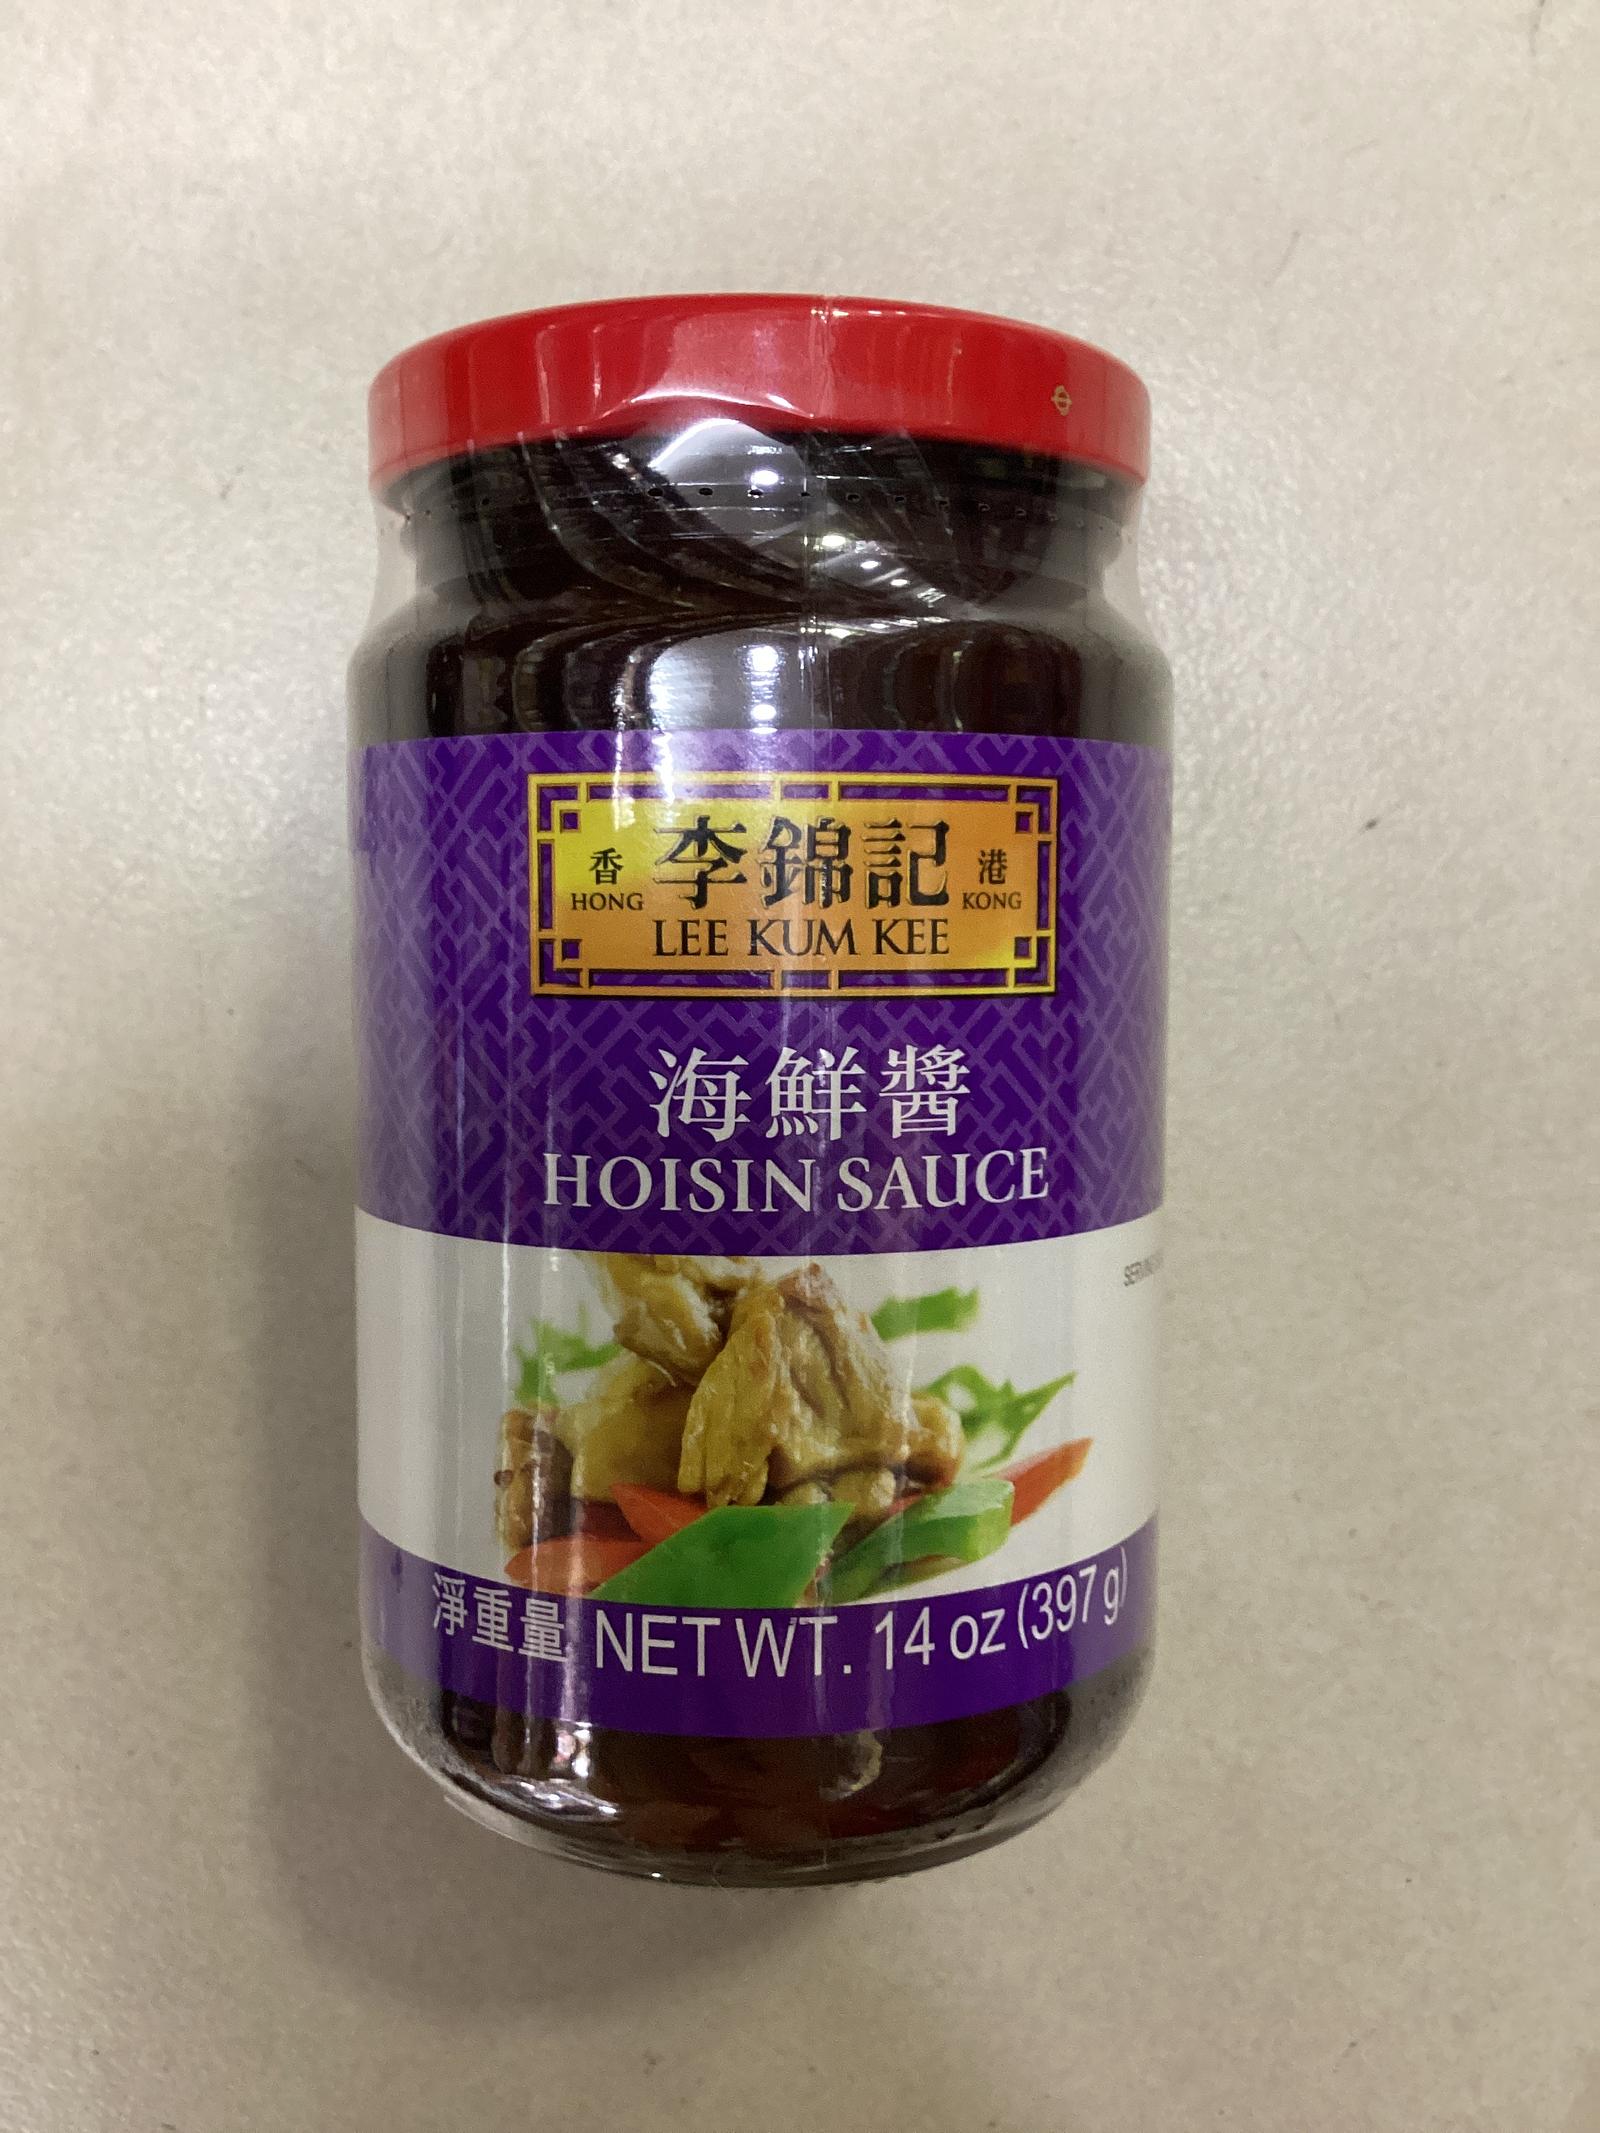 李錦記
香 港
HONG KONG
LEE KUM KEE
海鮮醬
HOISIN SAUCE
淨重量 NET WT. 14 oz (397 g)